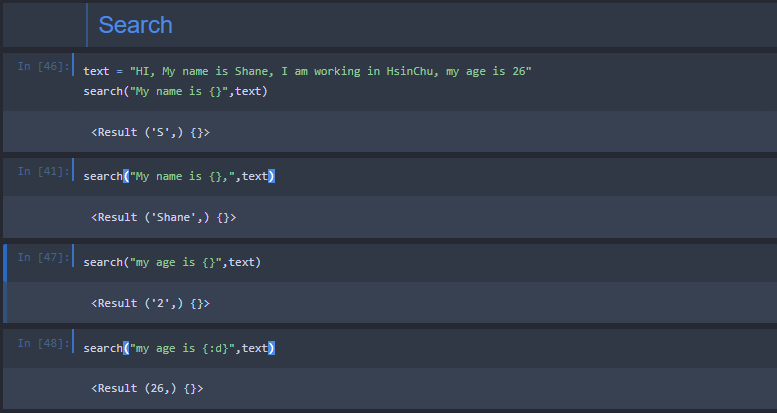 Search
In [46]:
text = "HI, My name is Shane, I am working in HsinChu, my age is 26"
search("My name is {}",text)
<Result ('S',) {}>
In [41]:
search("My name is {},",text)
<Result ('Shane',) {}>
In [47]:
search("my age is {}",text)
<Result ('2',) {}>
In [48]:
search("my age is {:d}",text)
<Result (26,) {}>